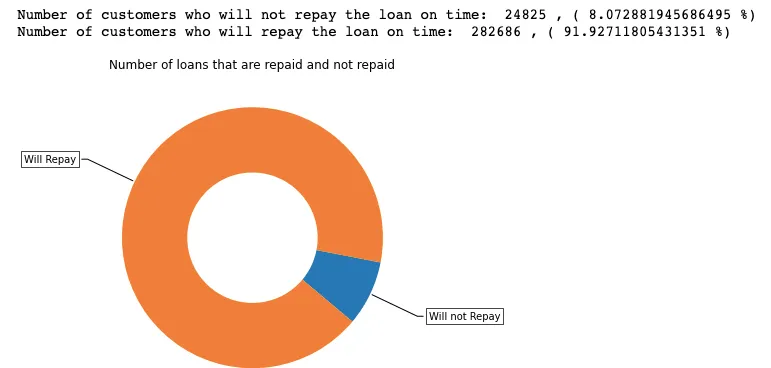 Number of customers who will not repay the loan on time:  24825 , ( 8.072881945686495 %)
Number of customers who will repay the loan on time:  282686 , ( 91.92711805431351 %)
Number of loans that are repaid and not repaid
Will Repay
Will not Repay